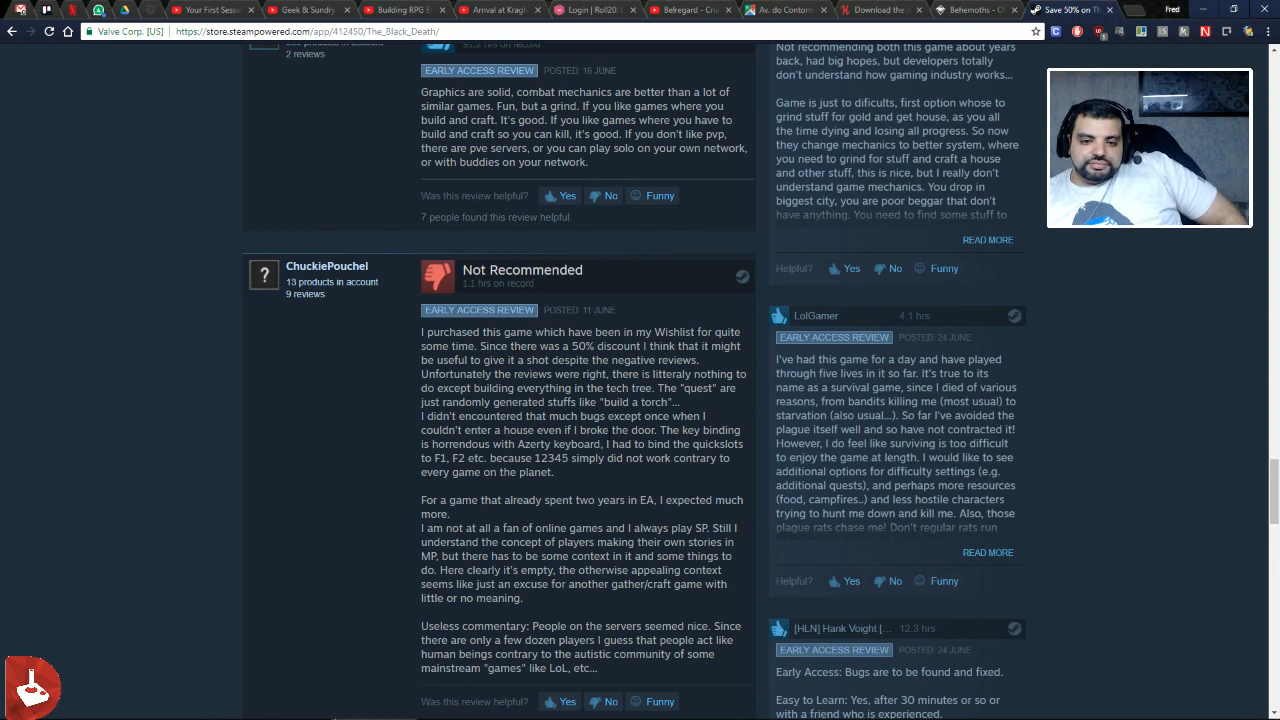 Your First Sess
Geek & Sundry
Building RPG E
Arrival at Kragh
Login | Roll20: C
Belregard - Crie
Av. do Contorn
Download the I
Behemoths - O
Save 50% on Th
Fred
Valve Corp. [US] | https://store.steampowered.com/app/412450/The_Black_Death/
2 reviews
91.2 hrs on record
EARLY ACCESS REVIEW POSTED: 16 JUNE
Graphics are solid, combat mechanics are better than a lot of
similar games. Fun, but a grind. If you like games where you
build and craft. It's good. If you like games where you have to
build and craft so you can kill, it's good. If you don't like pvp,
there are pve servers, or you can play solo on your own network,
or with buddies on your network.
Was this review helpful? Yes No Funny
7 people found this review helpful
ChuckiePouchel
13 products in account
9 reviews
Not Recommended
1.1 hrs on record
EARLY ACCESS REVIEW POSTED: 11 JUNE
I purchased this game which have been in my Wishlist for quite
some time. Since there was a 50% discount I think that it might
be useful to give it a shot despite the negative reviews.
Unfortunately the reviews were right, there is litteraly nothing to
do except building everything in the tech tree. The "quest" are
just randomly generated stuffs like "build a torch"...
I didn't encountered that much bugs except once when I
couldn't enter a house even if I broke the door. The key binding
is horrendous with Azerty keyboard, I had to bind the quickslots
to F1, F2 etc. because 12345 simply did not work contrary to
every game on the planet.
For a game that already spent two years in EA, I expected much
more.
I am not at all a fan of online games and I always play SP. Still I
understand the concept of players making their own stories in
MP, but there has to be some context in it and some things to
do. Here clearly it's empty, the otherwise appealing context
seems like just an excuse for another gather/craft game with
little or no meaning.
Useless commentary: People on the servers seemed nice. Since
there are only a few dozen players I guess that people act like
human beings contrary to the autistic community of some
mainstream "games" like LoL, etc...
Was this review helpful? Yes No Funny
Not recommending both this game about years
back, had big hopes, but developers totally
don't understand how gaming industry works...
Game is just to dificults, first option whose to
grind stuff for gold and get house, as you all
the time dying and losing all progress. So now
they change mechanics to better system, where
you need to grind for stuff and craft a house
and other stuff, this is nice, but I really don't
understand game mechanics. You drop in
biggest city, you are poor beggar that don't
have anything. You need to find some stuff to
READ MORE
Helpful? Yes No Funny
LolGamer 4.1 hrs
EARLY ACCESS REVIEW POSTED: 24 JUNE
I've had this game for a day and have played
through five lives in it so far. It's true to its
name as a survival game, since I died of various
reasons, from bandits killing me (most usual) to
starvation (also usual...). So far I've avoided the
plague itself well and so have not contracted it!
However, I do feel like surviving is too difficult
to enjoy the game at length. I would like to see
additional options for difficulty settings (e.g.
additional quests), and perhaps more resources
(food, campfires..) and less hostile characters
trying to hunt me down and kill me. Also, those
plague rats chase me! Don't regular rats run
READ MORE
Helpful? Yes No Funny
[HLN] Hank Voight [... 12.3 hrs
EARLY ACCESS REVIEW POSTED: 24 JUNE
Early Access: Bugs are to be found and fixed.
Easy to Learn: Yes, after 30 minutes or so or
with a friend who is experienced.